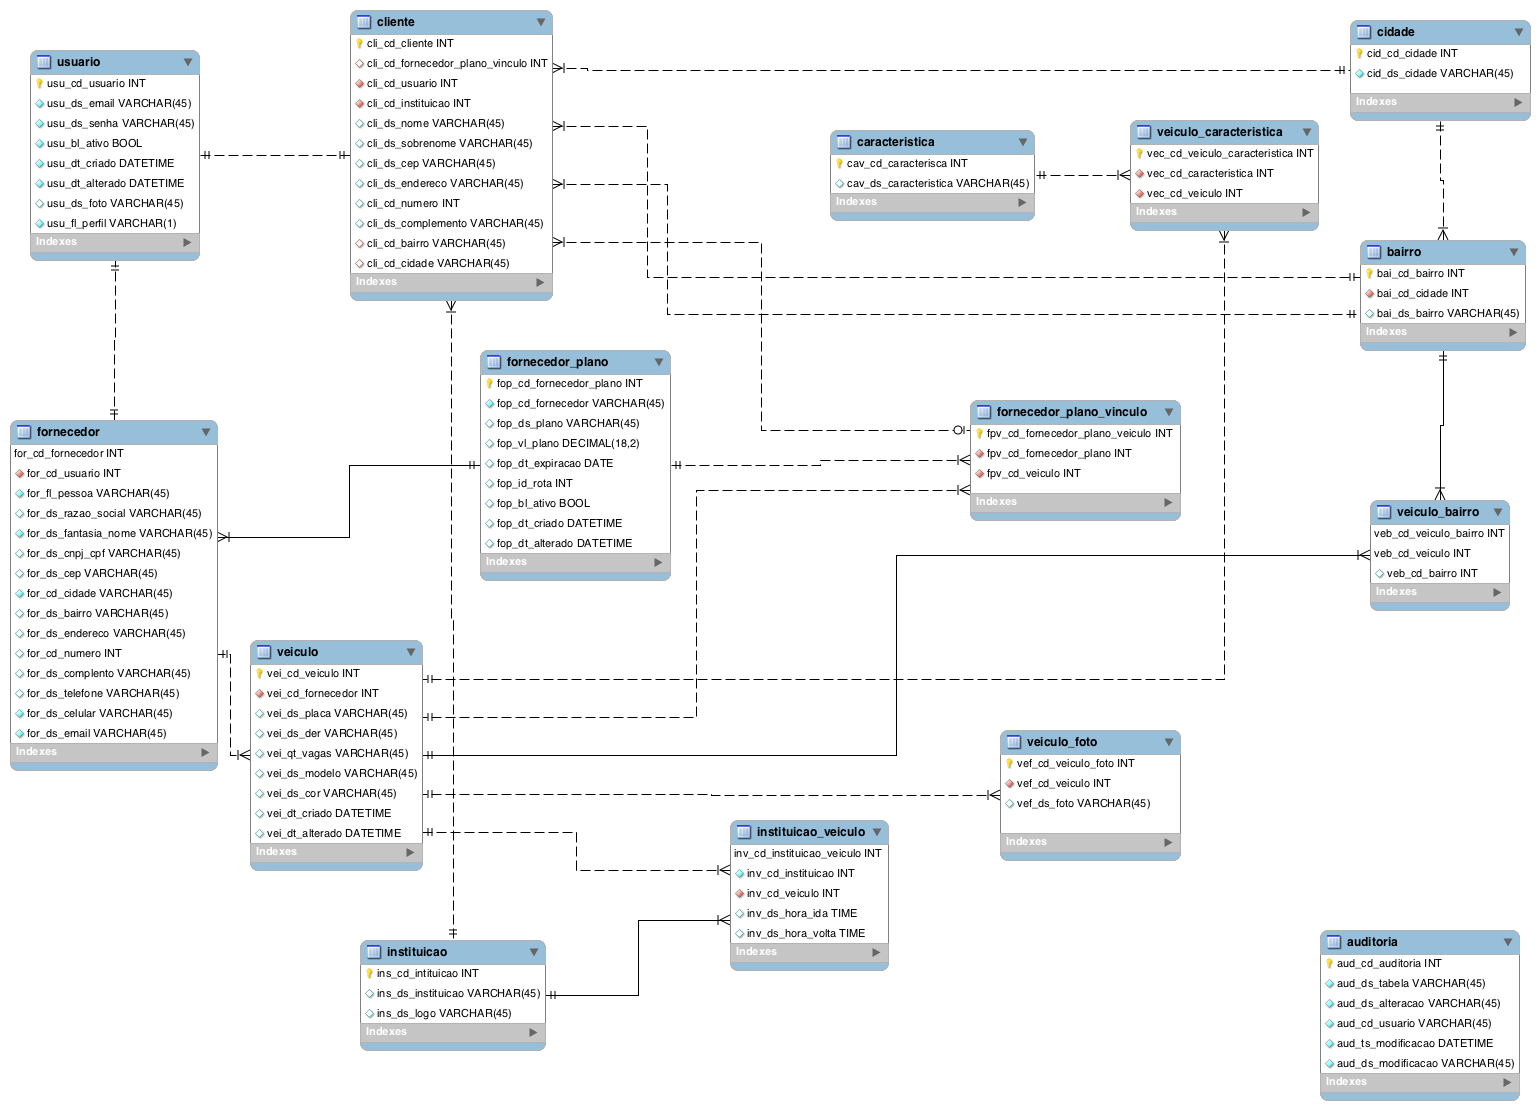 usuario
usu_cd_usuario INT
usu_ds_email VARCHAR(45)
usu_ds_senha VARCHAR(45)
usu_bl_ativo BOOL
usu_dt_criado DATETIME
usu_dt_alterado DATETIME
usu_ds_foto VARCHAR(45)
usu_fl_perfil VARCHAR(1)
Indexes
cliente
cli_cd_cliente INT
cli_cd_fornecedor_plano_vinculo INT
cli_cd_usuario INT
cli_cd_instituicao INT
cli_ds_nome VARCHAR(45)
cli_ds_sobrenome VARCHAR(45)
cli_ds_cep VARCHAR(45)
cli_ds_endereco VARCHAR(45)
cli_cd_numero INT
cli_ds_complemento VARCHAR(45)
cli_cd_bairro VARCHAR(45)
cli_cd_cidade VARCHAR(45)
Indexes
cidade
cid_cd_cidade INT
cid_ds_cidade VARCHAR(45)
Indexes
caracteristica
cav_cd_caracterisca INT
cav_ds_caracteristica VARCHAR(45)
Indexes
veiculo_caracteristica
vec_cd_veiculo_caracteristica INT
vec_cd_caracteristica INT
vec_cd_veiculo INT
Indexes
bairro
bai_cd_bairro INT
bai_cd_cidade INT
bai_ds_bairro VARCHAR(45)
Indexes
fornecedor_plano
fop_cd_fornecedor_plano INT
fop_cd_fornecedor VARCHAR(45)
fop_ds_plano VARCHAR(45)
fop_vl_plano DECIMAL(18,2)
fop_dt_expiracao DATE
fop_id_rota INT
fop_bl_ativo BOOL
fop_dt_criado DATETIME
fop_dt_alterado DATETIME
Indexes
fornecedor_plano_vinculo
fpv_cd_fornecedor_plano_veiculo INT
fpv_cd_fornecedor_plano INT
fpv_cd_veiculo INT
Indexes
fornecedor
for_cd_fornecedor INT
for_cd_usuario INT
for_fl_pessoa VARCHAR(45)
for_ds_razao_social VARCHAR(45)
for_ds_fantasia_nome VARCHAR(45)
for_ds_cnpj_cpf VARCHAR(45)
for_ds_cep VARCHAR(45)
for_cd_cidade VARCHAR(45)
for_ds_bairro VARCHAR(45)
for_ds_endereco VARCHAR(45)
for_cd_numero INT
for_ds_complento VARCHAR(45)
for_ds_telefone VARCHAR(45)
for_ds_celular VARCHAR(45)
for_ds_email VARCHAR(45)
Indexes
veiculo_bairro
veb_cd_veiculo_bairro INT
veb_cd_veiculo INT
veb_cd_bairro INT
Indexes
veiculo
vei_cd_veiculo INT
vei_cd_fornecedor INT
vei_ds_placa VARCHAR(45)
vei_ds_der VARCHAR(45)
vei_qt_vagas VARCHAR(45)
vei_ds_modelo VARCHAR(45)
vei_ds_cor VARCHAR(45)
vei_dt_criado DATETIME
vei_dt_alterado DATETIME
Indexes
veiculo_foto
vef_cd_veiculo_foto INT
vef_cd_veiculo INT
vef_ds_foto VARCHAR(45)
Indexes
instituicao_veiculo
inv_cd_instituicao_veiculo INT
inv_cd_instituicao INT
inv_cd_veiculo INT
inv_ds_hora_ida TIME
inv_ds_hora_volta TIME
Indexes
instituicao
ins_cd_intituicao INT
ins_ds_instituicao VARCHAR(45)
ins_ds_logo VARCHAR(45)
Indexes
auditoria
aud_cd_auditoria INT
aud_ds_tabela VARCHAR(45)
aud_ds_alteracao VARCHAR(45)
aud_cd_usuario VARCHAR(45)
aud_ts_modificacao DATETIME
aud_ds_modificacao VARCHAR(45)
Indexes